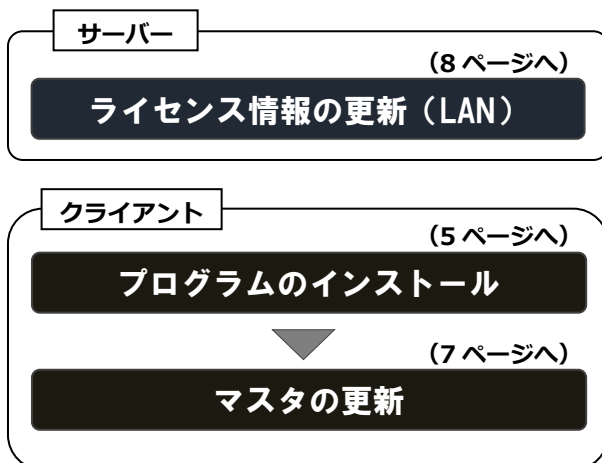 サーバー
（8 ページへ）
ライセンス情報の更新（LAN）
クライアント
（5 ページへ）
プログラムのインストール
（7 ページへ）
マスタの更新